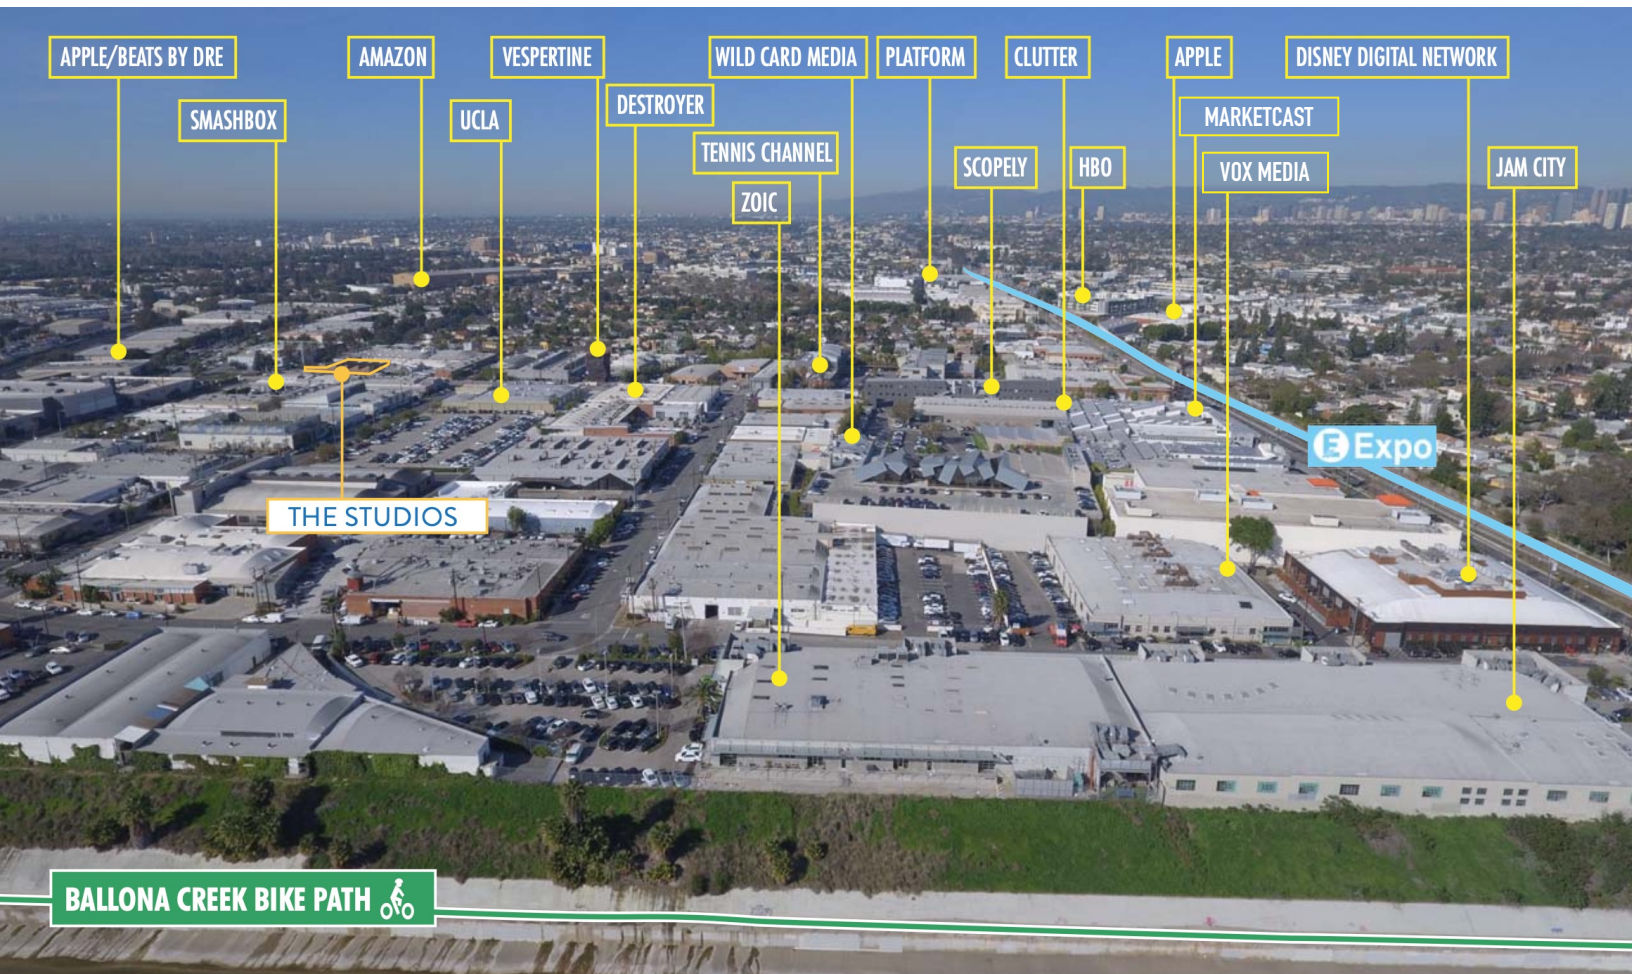 APPLE/BEATS BY DRE
AMAZON
VESPERTINE
WILD CARD MEDIA
PLATFORM
CLUTTER
APPLE
DISNEY DIGITAL NETWORK
SMASHBOX
UCLA
DESTROYER
MARKETCAST
TENNIS CHANNEL
SCOPELY
HBO
VOX MEDIA
JAM CITY
ZOIC
E Expo
THE STUDIOS
BALLONA CREEK BIKE PATH